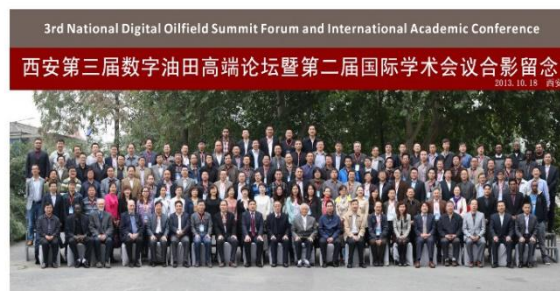 3rd National Digital Oilfield Summit Forum and International Academic Conference
西安第三届数字油田高端论坛暨第二届国际学术会议合影留念
2013.10.18 西安